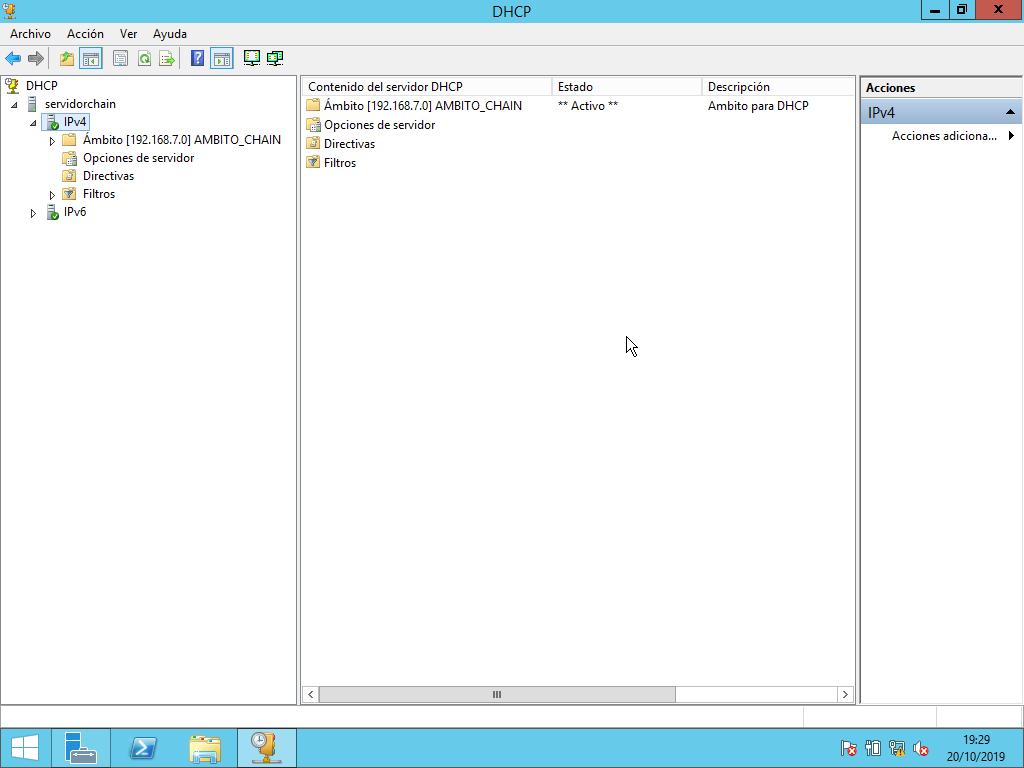 DHCP
Archivo Acción Ver Ayuda
DHCP
servidorchain
IPv4
Ámbito [192.168.7.0] AMBITO_CHAIN
Opciones de servidor
Directivas
Filtros
IPv6
Contenido del servidor DHCP Estado Descripción
Ámbito [192.168.7.0] AMBITO_CHAIN ** Activo ** Ambito para DHCP
Opciones de servidor
Directivas
Filtros
Acciones
IPv4
Acciones adiciona...
19:29
20/10/2019